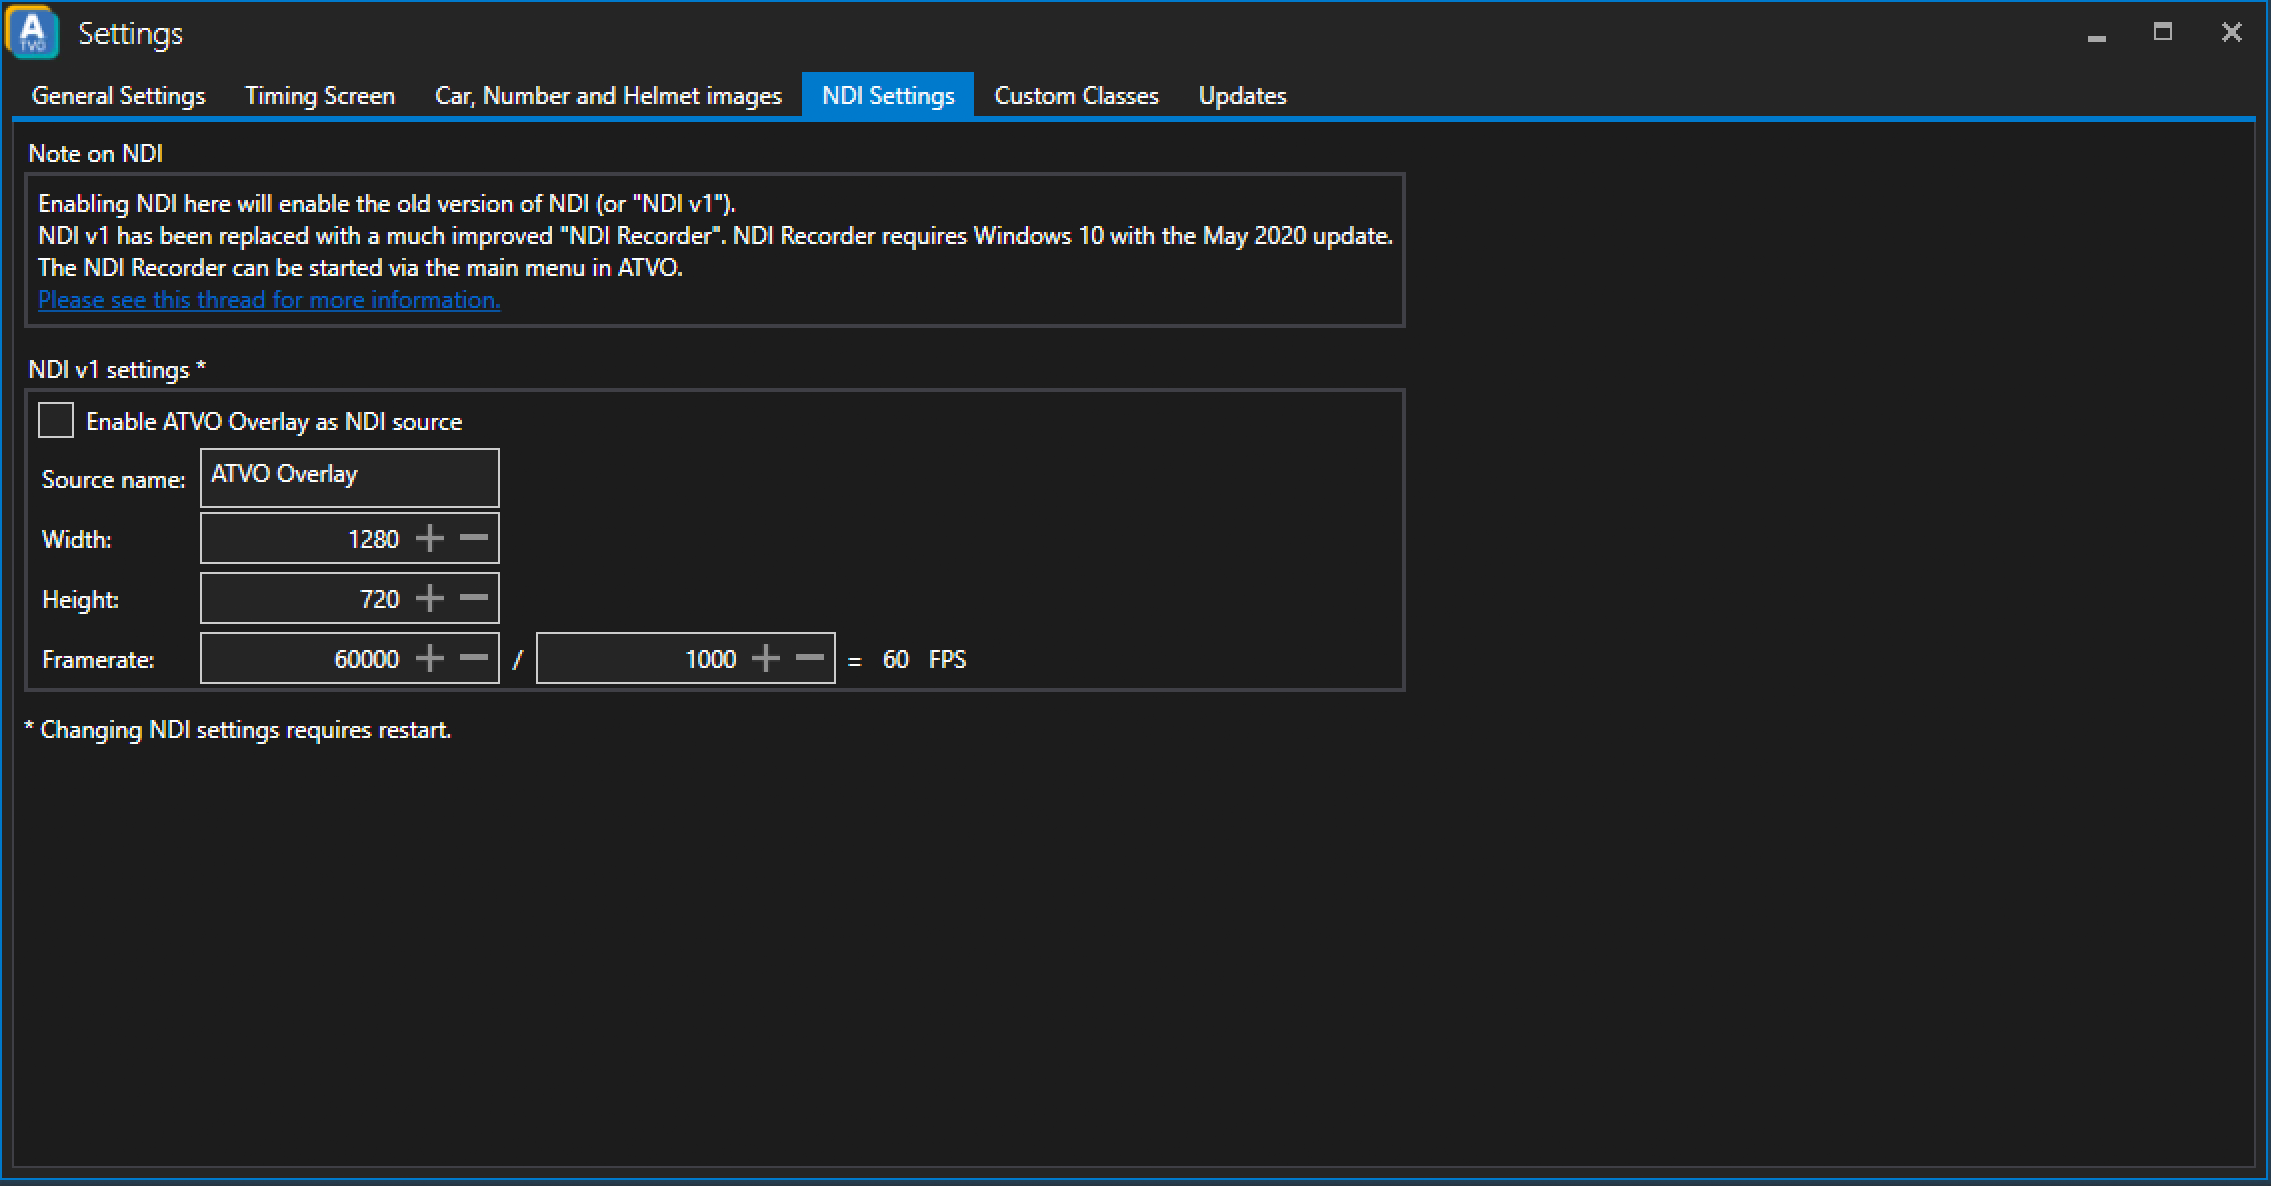 A
TVO
Settings
General Settings Timing Screen Car, Number and Helmet images NDI Settings Custom Classes Updates
Note on NDI
Enabling NDI here will enable the old version of NDI (or "NDI v1").
NDI v1 has been replaced with a much improved "NDI Recorder". NDI Recorder requires Windows 10 with the May 2020 update.
The NDI Recorder can be started via the main menu in ATVO.
Please see this thread for more information.
NDI v1 settings *
Enable ATVO Overlay as NDI source
Source name: ATVO Overlay
Width: 1280
Height: 720
Framerate: 60000 / 1000 = 60 FPS
* Changing NDI settings requires restart.